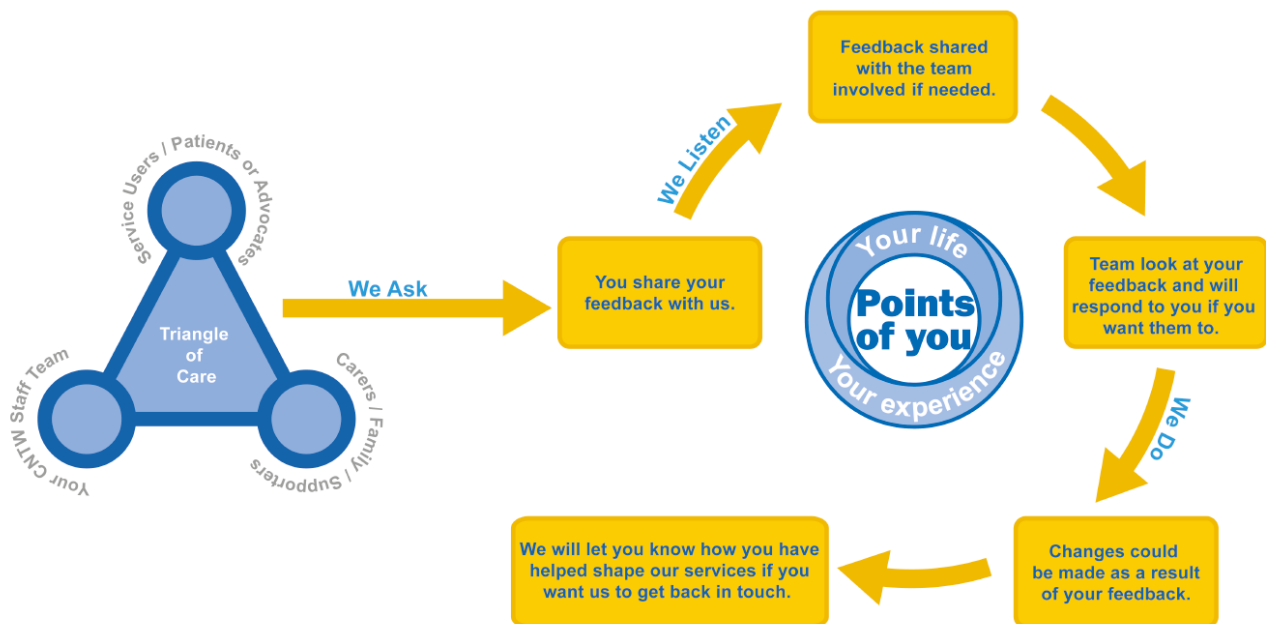 Service Users / Patients or Advocates
Triangle
of
Care
Your CNTW Staff Team
Carers / Family / Supporters
We Ask
You share your
feedback with us.
We Listen
Feedback shared
with the team
involved if needed.
Your life
Points
of you
Your experience
Team look at your
feedback and will
respond to you if you
want them to.
We Do
Changes could
be made as a result
of your feedback.
We will let you know how you have
helped shape our services if you
want us to get back in touch.